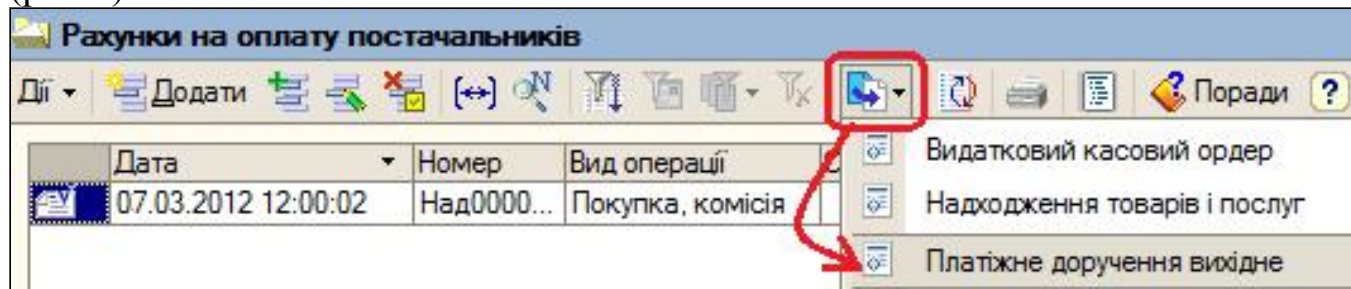 Рахунки на оплату постачальників
Дії Додати Поради ?
Дата Номер Вид операції
07.03.2012 12:00:02 Над0000... Покупка, комісія
Видатковий касовий ордер
Надходження товарів і послуг
Платіжне доручення вихідне